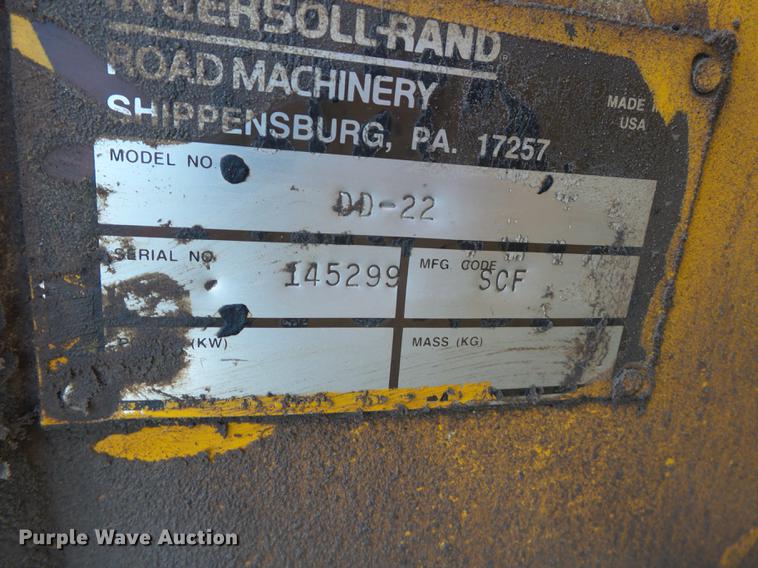 INGERSOLL-RAND®
ROAD MACHINERY
SHIPPENSBURG, PA. 17257
MADE IN
USA
MODEL NO.
DD-22
SERIAL NO. 145299
MFG CODE SCF
(KW)
MASS (KG)
Purple Wave Auction